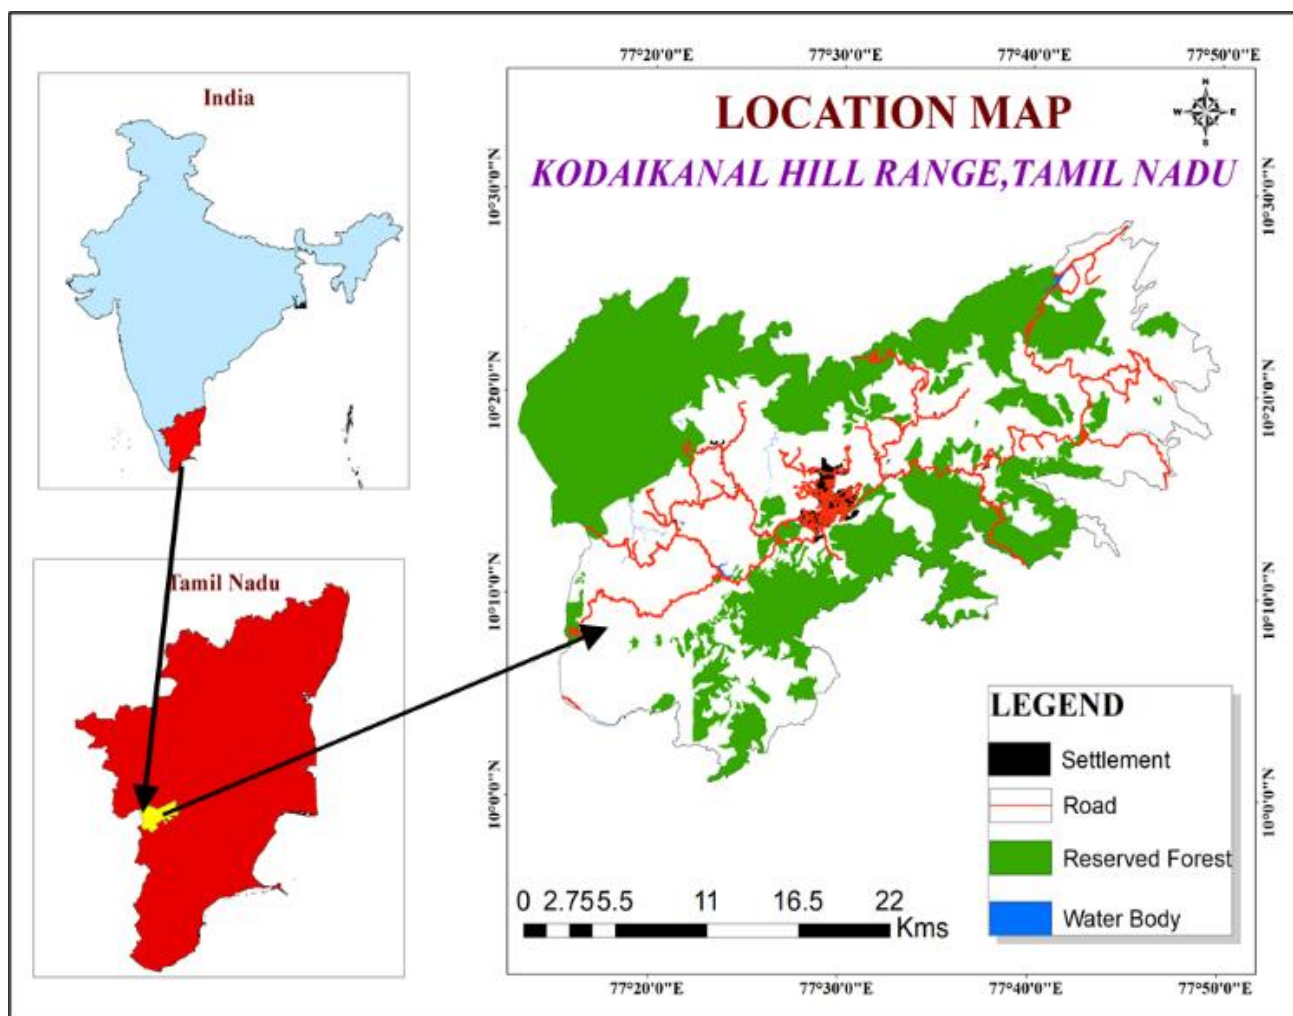 India
Tamil Nadu
77°20'0"E 77°30'0"E 77°40'0"E 77°50'0"E
LOCATION MAP
KODAIKANAL HILL RANGE,TAMIL NADU
N
W E
S
10°30'0"N 10°30'0"N
10°20'0"N 10°20'0"N
10°10'0"N 10°10'0"N
10°0'0"N 10°0'0"N
LEGEND
Settlement
Road
Reserved Forest
Water Body
0 2.755.5 11 16.5 22
Kms
77°20'0"E 77°30'0"E 77°40'0"E 77°50'0"E